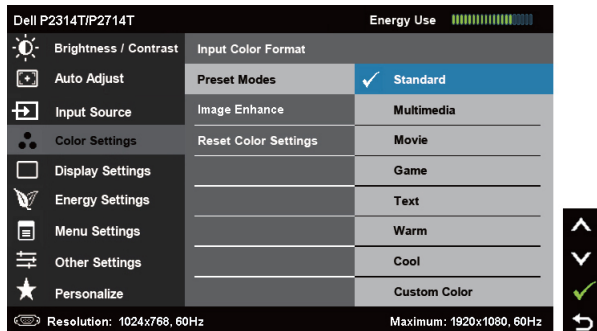 Dell P2314T/P2714T Energy Use
Brightness / Contrast Input Color Format
Auto Adjust Preset Modes Standard
Input Source Image Enhance Multimedia
Color Settings Reset Color Settings Movie
Display Settings Game
Energy Settings Text
Menu Settings Warm
Other Settings Cool
Personalize Custom Color
Resolution: 1024x768, 60Hz Maximum: 1920x1080, 60Hz